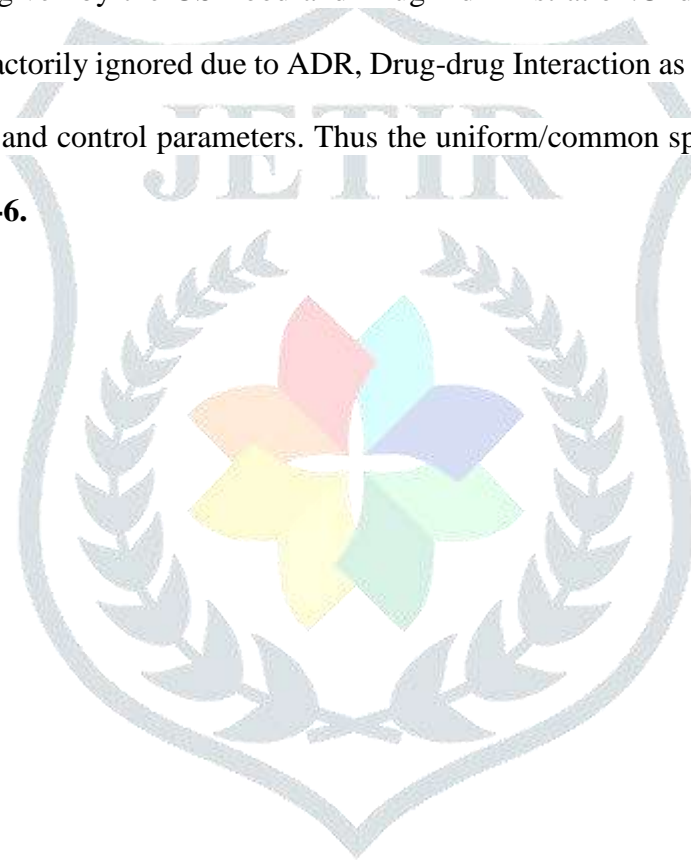 actorily ignored due to ADR, Drug-drug Interaction as
and control parameters. Thus the uniform/common sp
-6.
JETIR